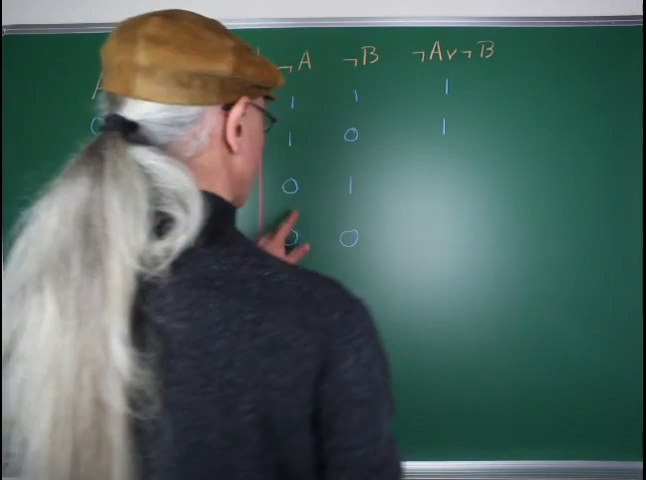 ¬A ¬B ¬A∨¬B
1 1 1
1 0 1
0 1
0 0